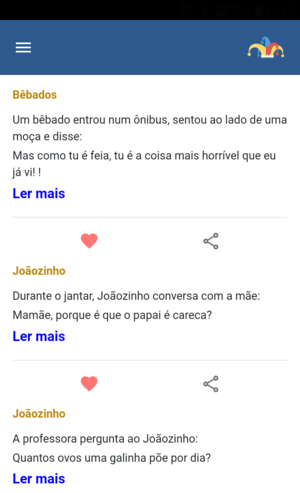 Bêbados
Um bêbado entrou num ônibus, sentou ao lado de uma
moça e disse:
Mas como tu é feia, tu é a coisa mais horrível que eu
já vi! !
Ler mais
Joãozinho
Durante o jantar, Joãozinho conversa com a mãe:
Mamãe, porque é que o papai é careca?
Ler mais
Joãozinho
A professora pergunta ao Joãozinho:
Quantos ovos uma galinha põe por dia?
Ler mais